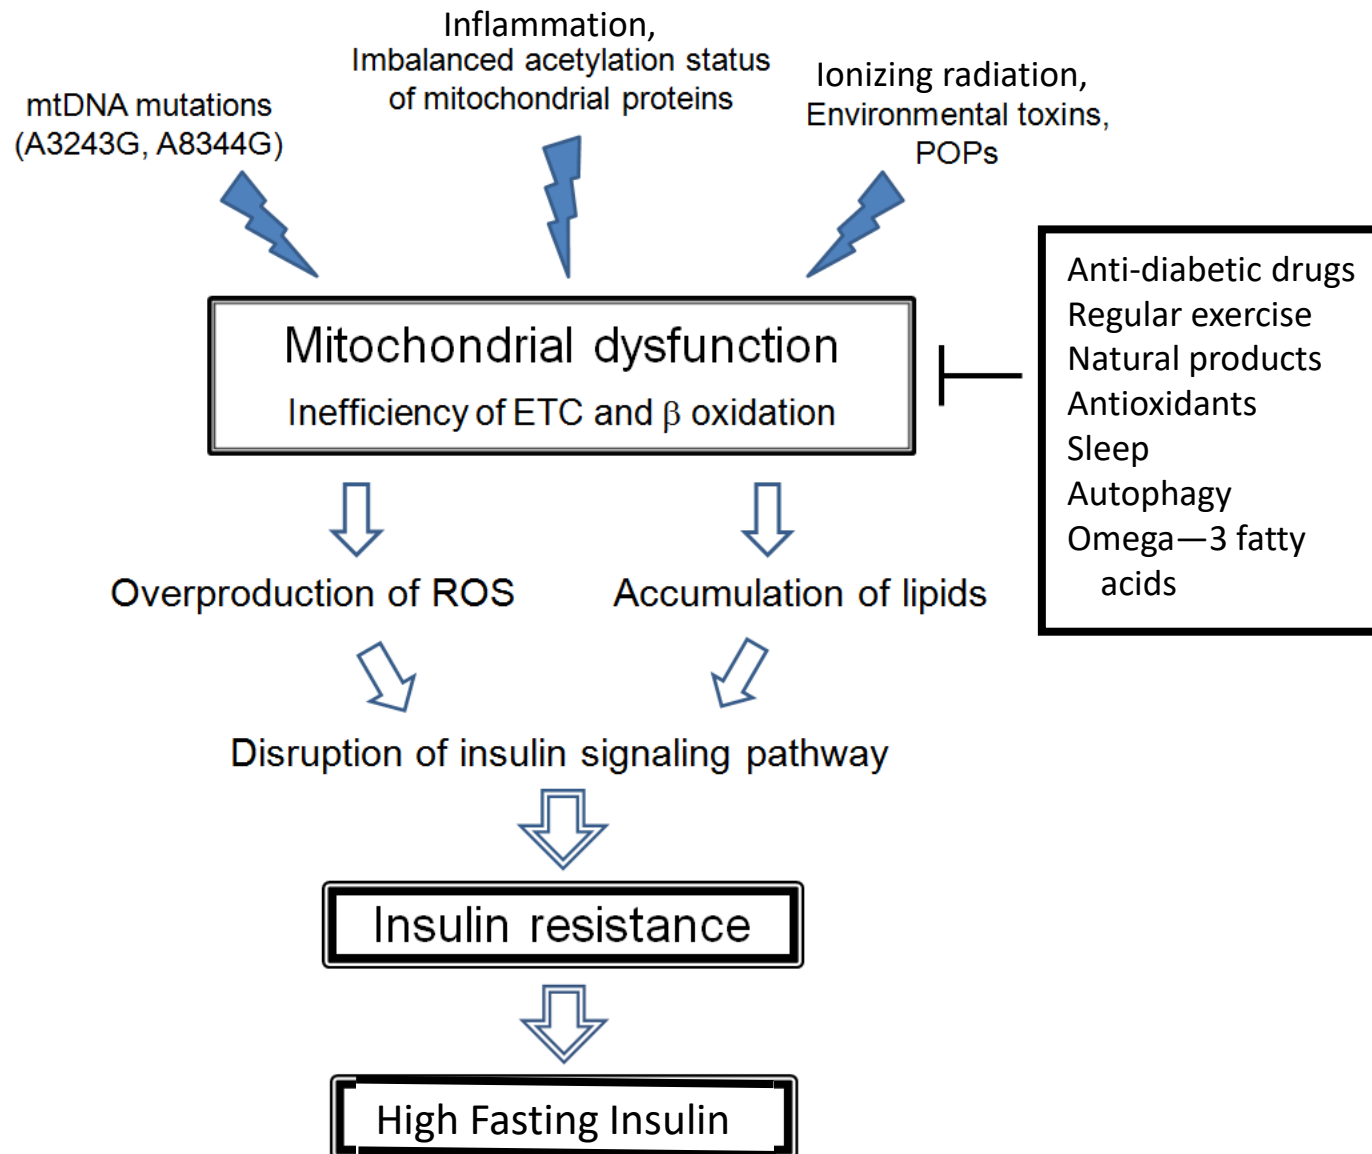 mtDNA mutations
(A3243G, A8344G)
Inflammation,
Imbalanced acetylation status
of mitochondrial proteins
Ionizing radiation,
Environmental toxins,
POPs
Mitochondrial dysfunction
Inefficiency of ETC and β oxidation
Anti-diabetic drugs
Regular exercise
Natural products
Antioxidants
Sleep
Autophagy
Omega—3 fatty
acids
Overproduction of ROS
Accumulation of lipids
Disruption of insulin signaling pathway
Insulin resistance
High Fasting Insulin